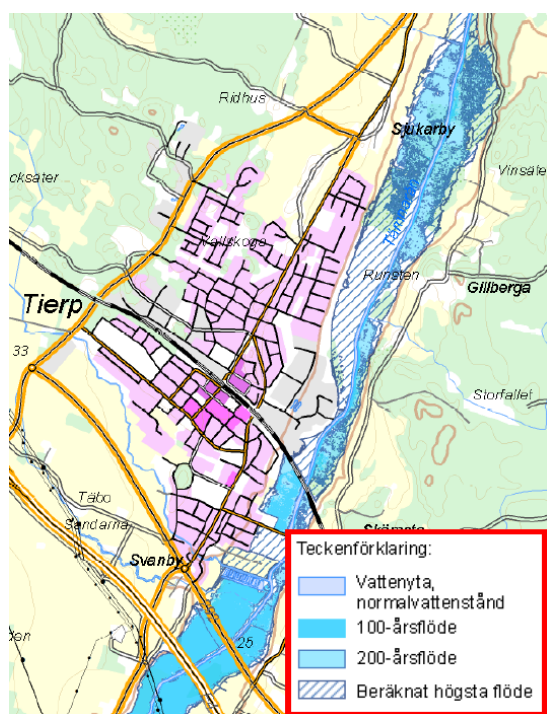 Ridhus
Sjukarby
Vinsäte
cksäter
Vallskoga
Runsten
Gillberga
Tierp
33
Storfallet
Täbo
Sandarna
Svanby
25
Teckenförklaring:
Vattenyta,
normalvattenstånd
100-årsflöde
200-årsflöde
Beräknat högsta flöde